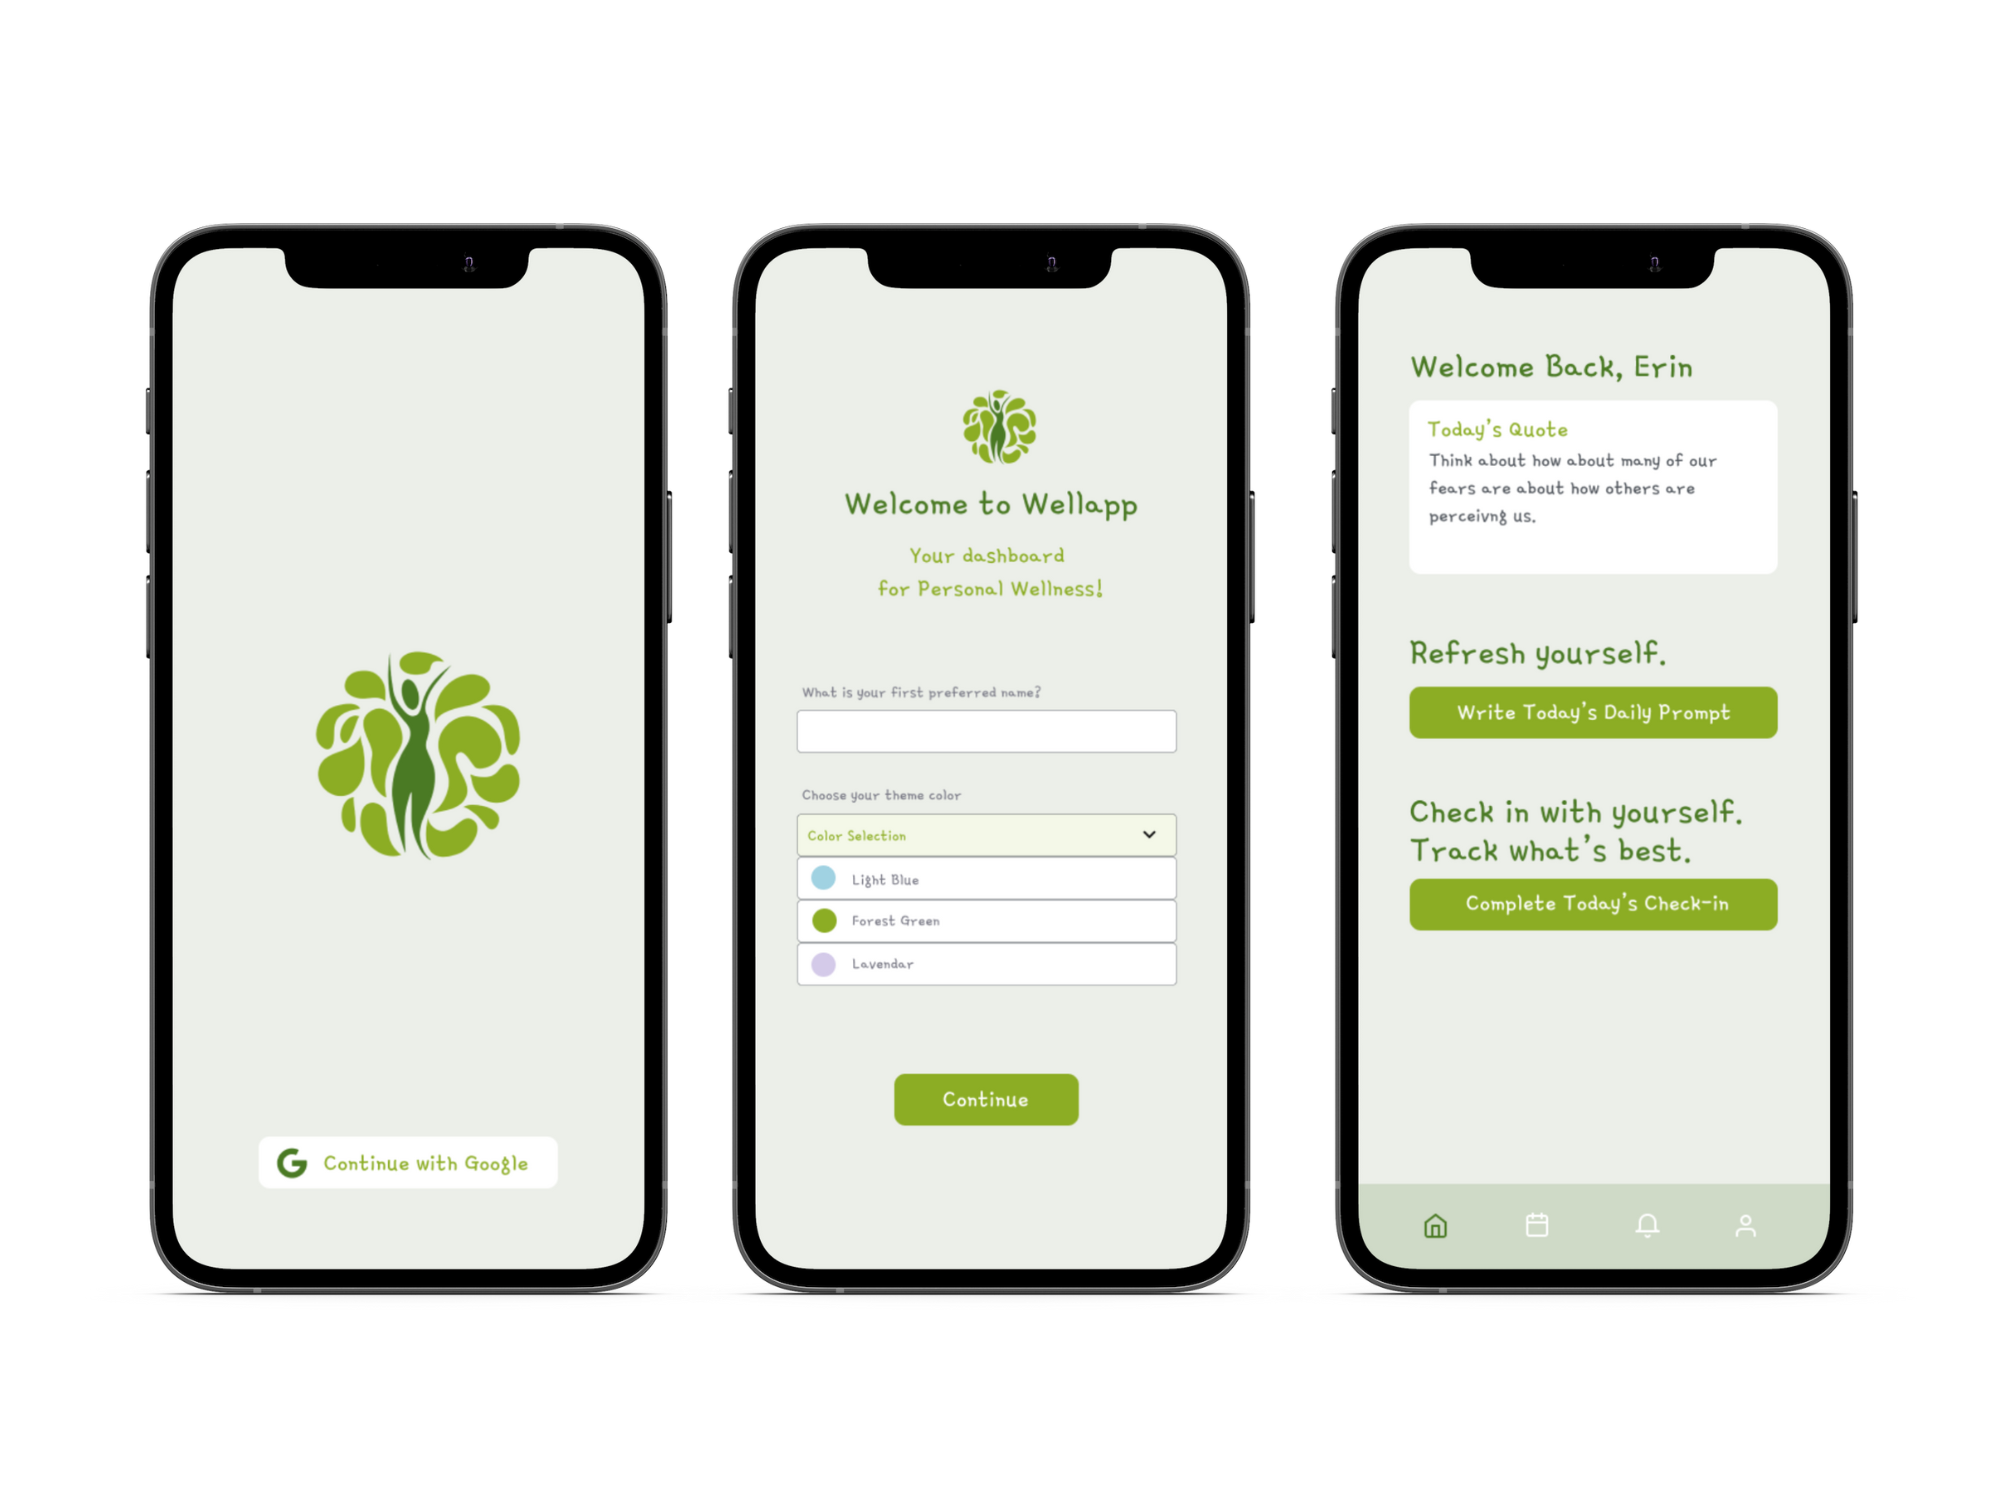 Continue with Google
Welcome to Wellapp
Your dashboard
for Personal Wellness!
What is your first preferred name?
Choose your theme color
Color Selection
Light Blue
Forest Green
Lavendar
Continue
Welcome Back, Erin
Today's Quote
Think about how about many of our
fears are about how others are
perceivng us.
Refresh yourself.
Write Today's Daily Prompt
Check in with yourself.
Track what's best.
Complete Today's Check-in